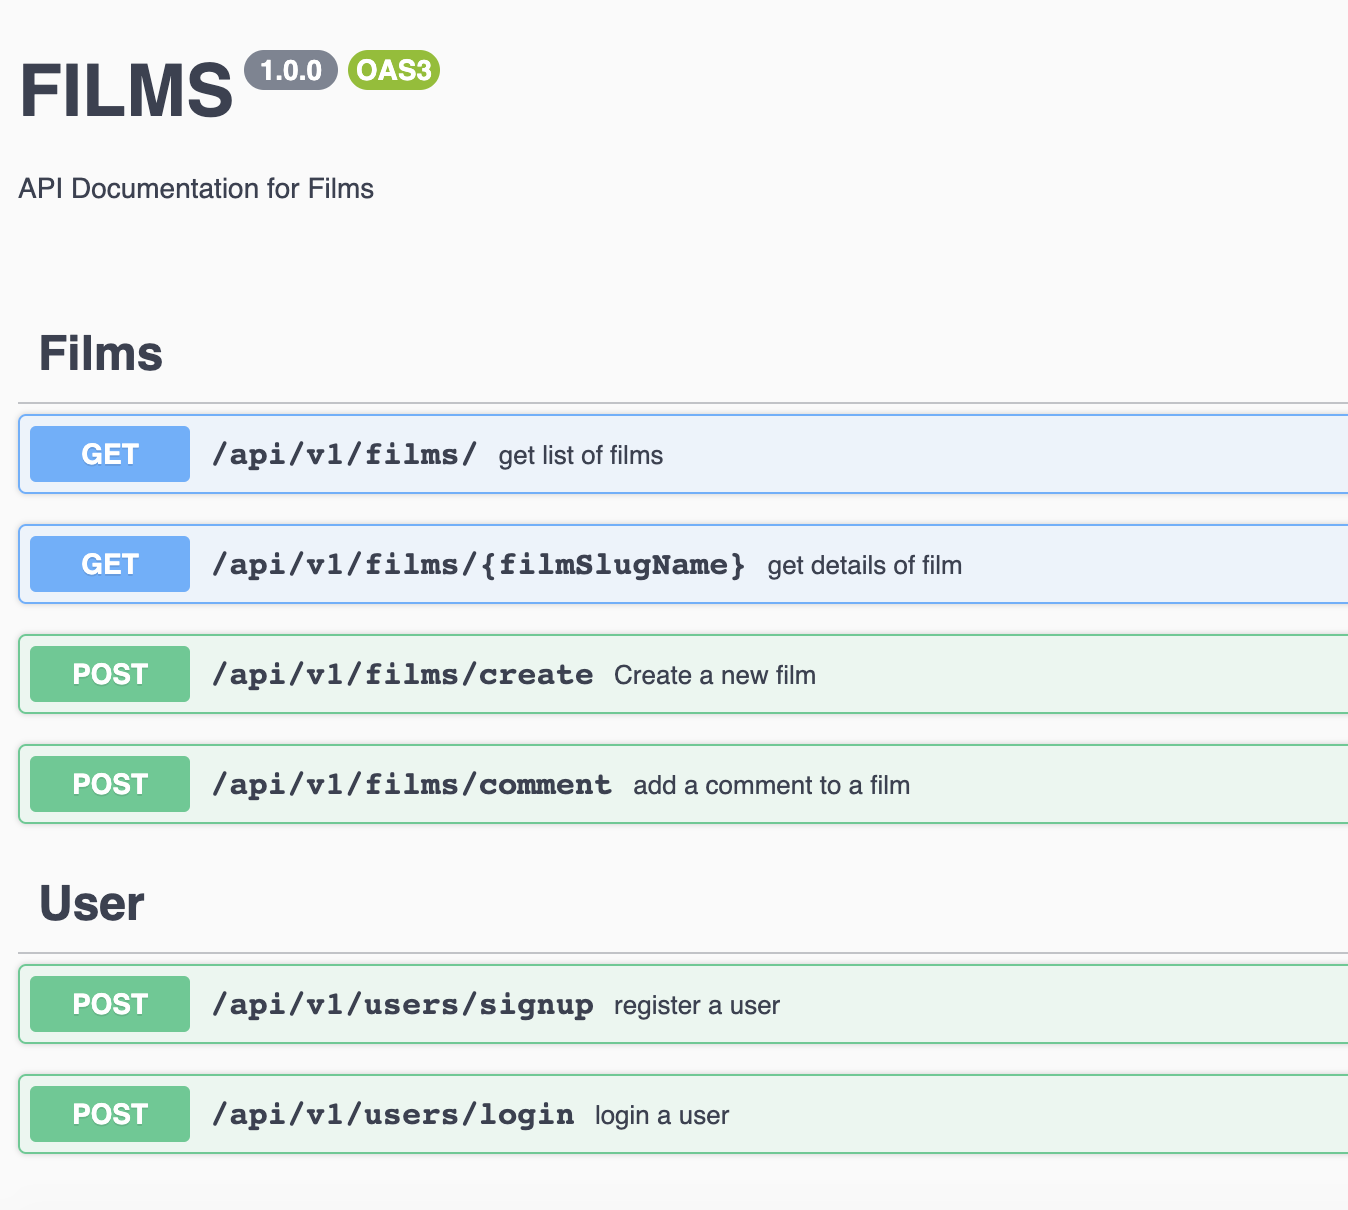 FILMS 1.0.0 OAS3
API Documentation for Films
Films
GET /api/v1/films/ get list of films
GET /api/v1/films/{filmSlugName} get details of film
POST /api/v1/films/create Create a new film
POST /api/v1/films/comment add a comment to a film
User
POST /api/v1/users/signup register a user
POST /api/v1/users/login login a user